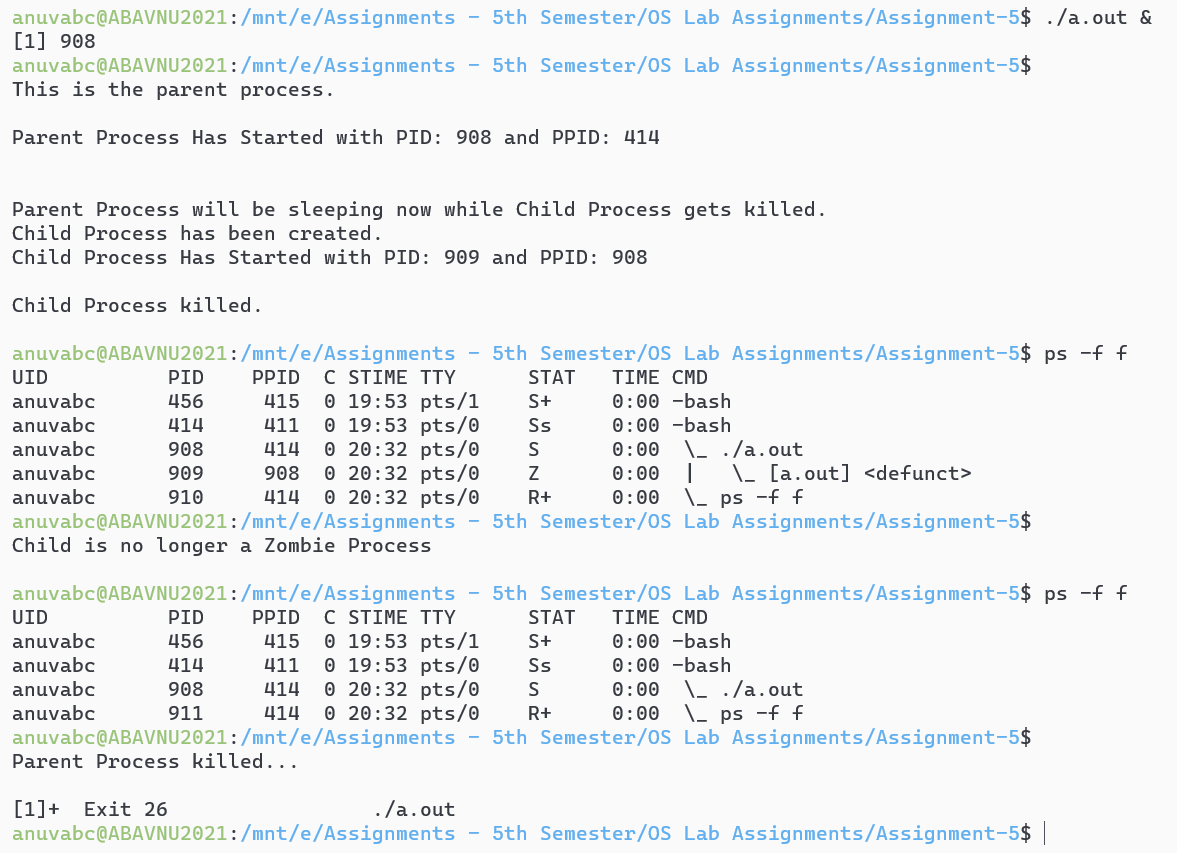 anuvabc@ABAVNU2021:/mnt/e/Assignments - 5th Semester/OS Lab Assignments/Assignment-5$ ./a.out &
[1] 908
anuvabc@ABAVNU2021:/mnt/e/Assignments - 5th Semester/OS Lab Assignments/Assignment-5$
This is the parent process.
Parent Process Has Started with PID: 908 and PPID: 414
Parent Process will be sleeping now while Child Process gets killed.
Child Process has been created.
Child Process Has Started with PID: 909 and PPID: 908
Child Process killed.
anuvabc@ABAVNU2021:/mnt/e/Assignments - 5th Semester/OS Lab Assignments/Assignment-5$ ps -f f
UID          PID    PPID  C STIME TTY      STAT   TIME CMD
anuvabc      456     415  0 19:53 pts/1    S+     0:00 -bash
anuvabc      414     411  0 19:53 pts/0    Ss     0:00 -bash
anuvabc      908     414  0 20:32 pts/0    S      0:00  \_ ./a.out
anuvabc      909     908  0 20:32 pts/0    Z      0:00  |   \_ [a.out] <defunct>
anuvabc      910     414  0 20:32 pts/0    R+     0:00  \_ ps -f f
anuvabc@ABAVNU2021:/mnt/e/Assignments - 5th Semester/OS Lab Assignments/Assignment-5$
Child is no longer a Zombie Process
anuvabc@ABAVNU2021:/mnt/e/Assignments - 5th Semester/OS Lab Assignments/Assignment-5$ ps -f f
UID          PID    PPID  C STIME TTY      STAT   TIME CMD
anuvabc      456     415  0 19:53 pts/1    S+     0:00 -bash
anuvabc      414     411  0 19:53 pts/0    Ss     0:00 -bash
anuvabc      908     414  0 20:32 pts/0    S      0:00  \_ ./a.out
anuvabc      911     414  0 20:32 pts/0    R+     0:00  \_ ps -f f
anuvabc@ABAVNU2021:/mnt/e/Assignments - 5th Semester/OS Lab Assignments/Assignment-5$
Parent Process killed...
[1]+  Exit 26                 ./a.out
anuvabc@ABAVNU2021:/mnt/e/Assignments - 5th Semester/OS Lab Assignments/Assignment-5$